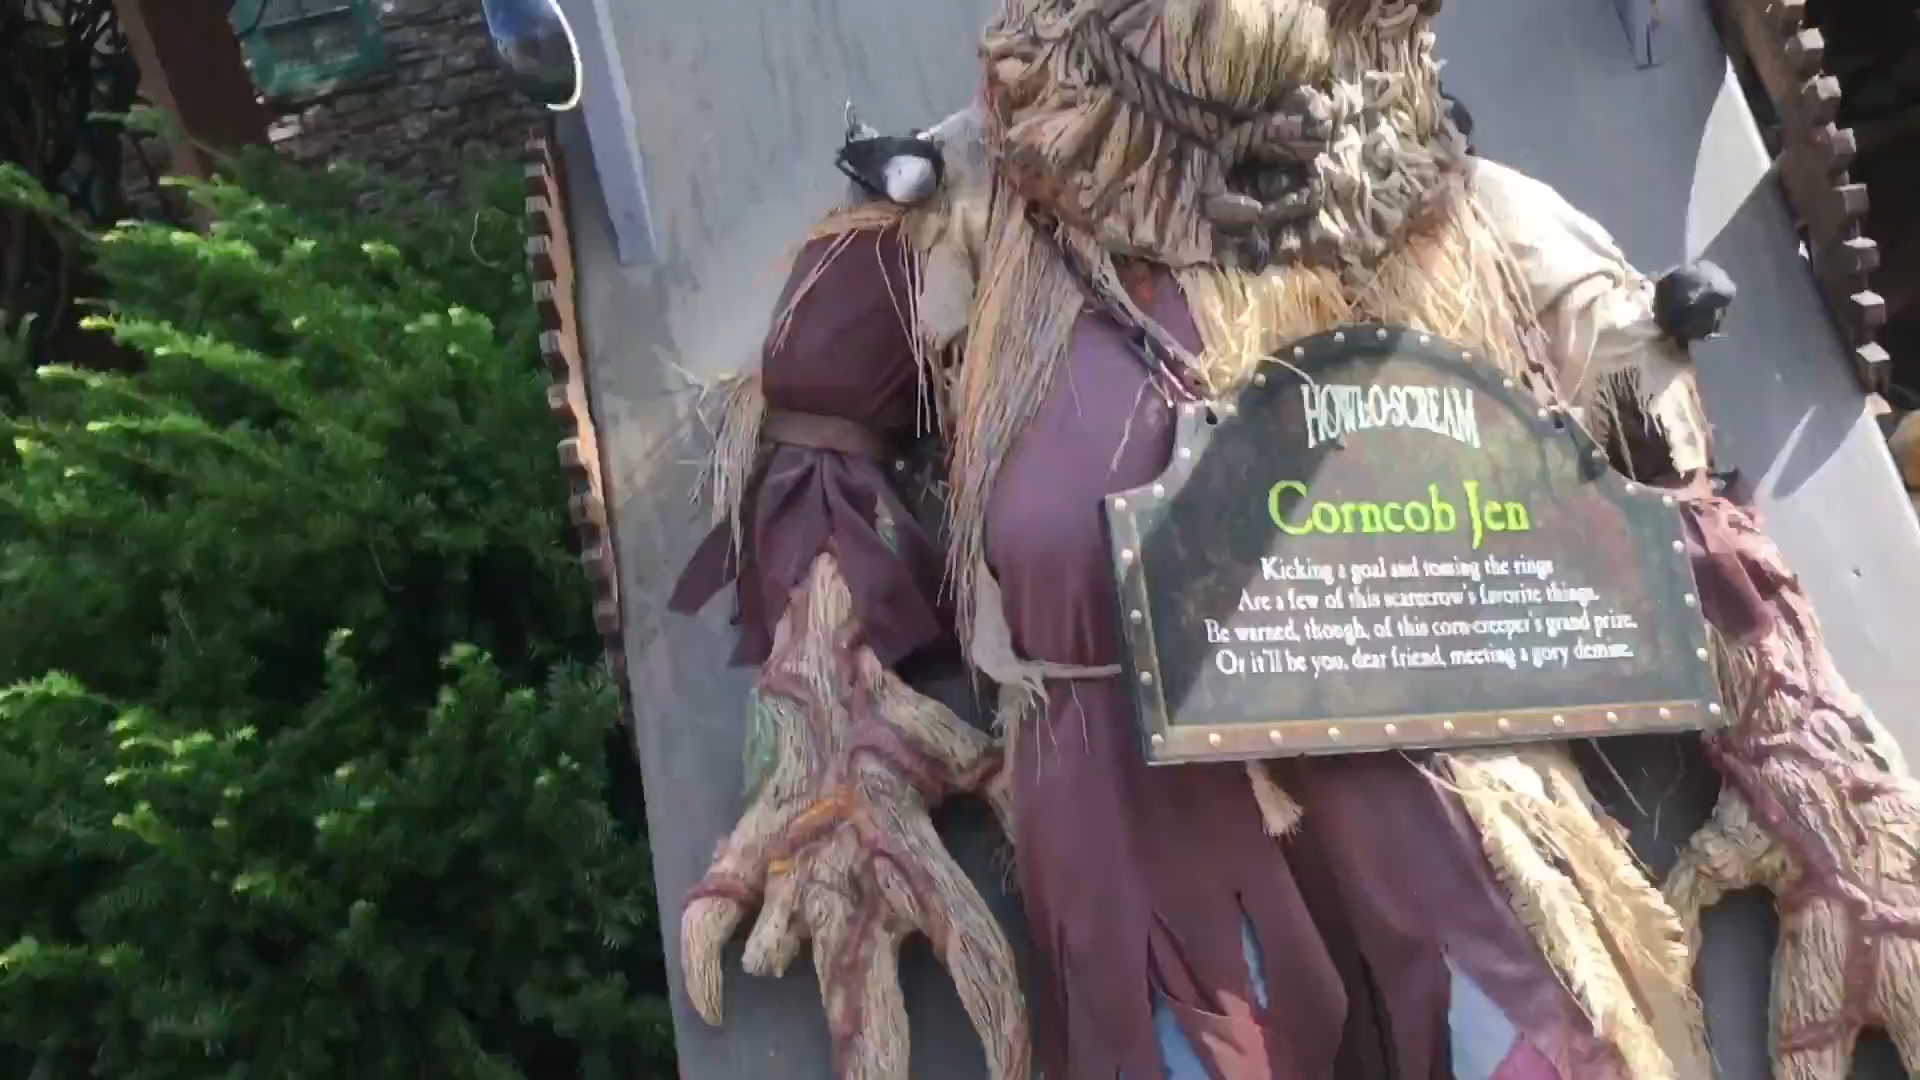 HOWL-O-SCREAM
Corncob Jen
Kicking a goal and tossing the rings
Are a few of this scarecrow's favorite things.
Be warned, though, of this corn-creeper's grand prize,
Or it'll be you, dear friend, meeting a gory demise.